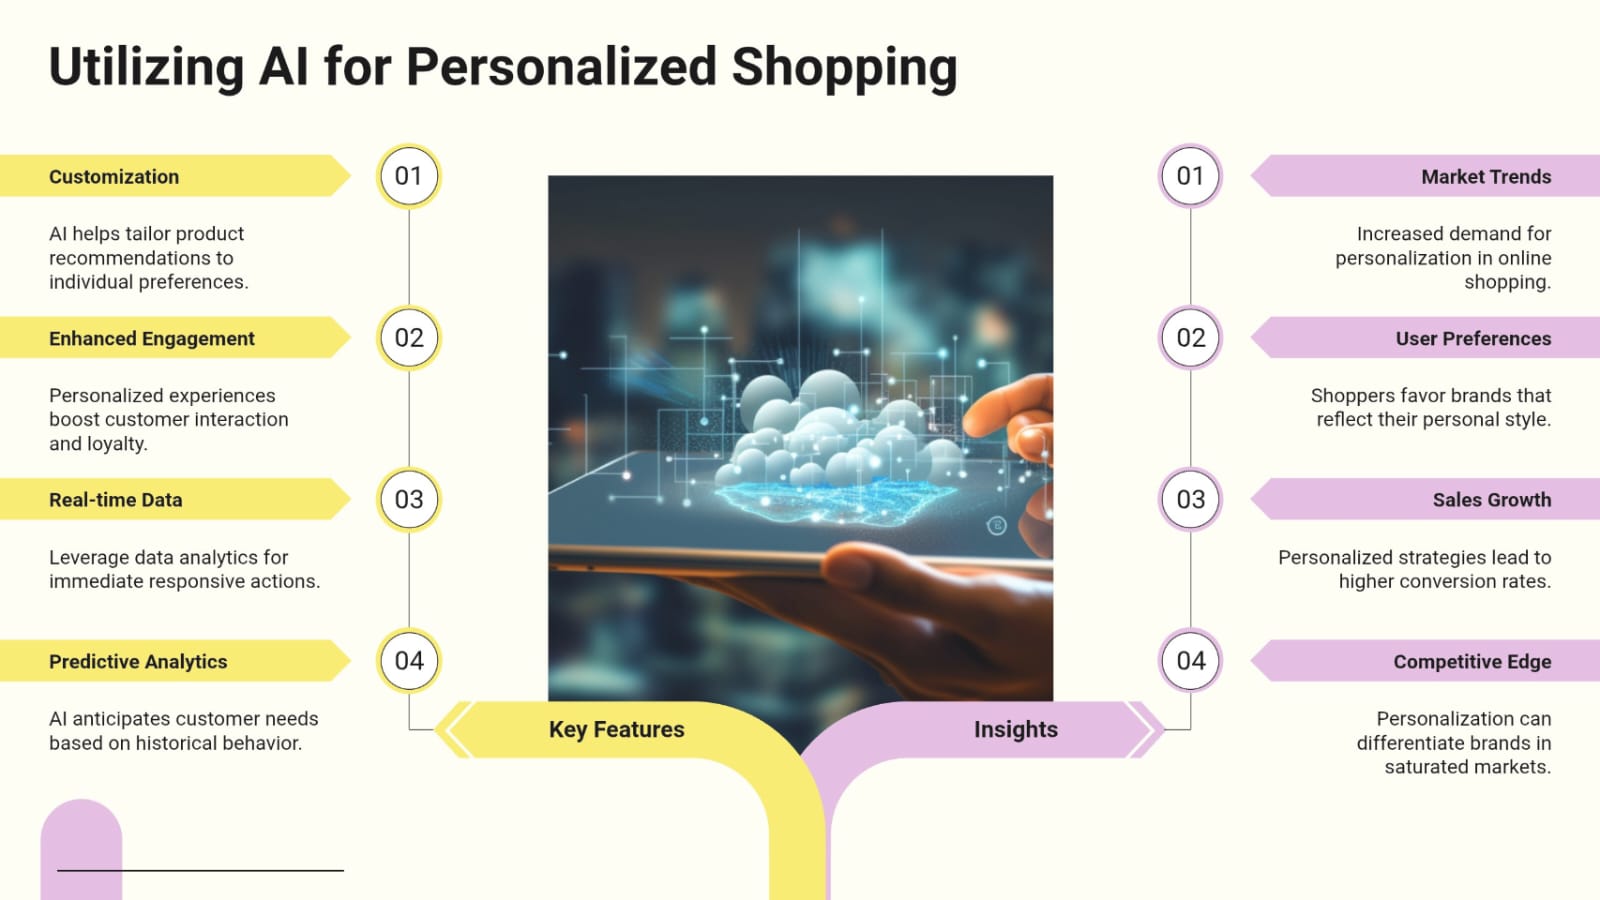 Utilizing AI for Personalized Shopping
Customization
01
AI helps tailor product
recommendations to
individual preferences.
Enhanced Engagement
02
Personalized experiences
boost customer interaction
and loyalty.
Real-time Data
03
Leverage data analytics for
immediate responsive actions.
Predictive Analytics
04
AI anticipates customer needs
based on historical behavior.
Key Features
01
Market Trends
Increased demand for
personalization in online
shopping.
02
User Preferences
Shoppers favor brands that
reflect their personal style.
03
Sales Growth
Personalized strategies lead to
higher conversion rates.
04
Competitive Edge
Personalization can
differentiate brands in
saturated markets.
Insights